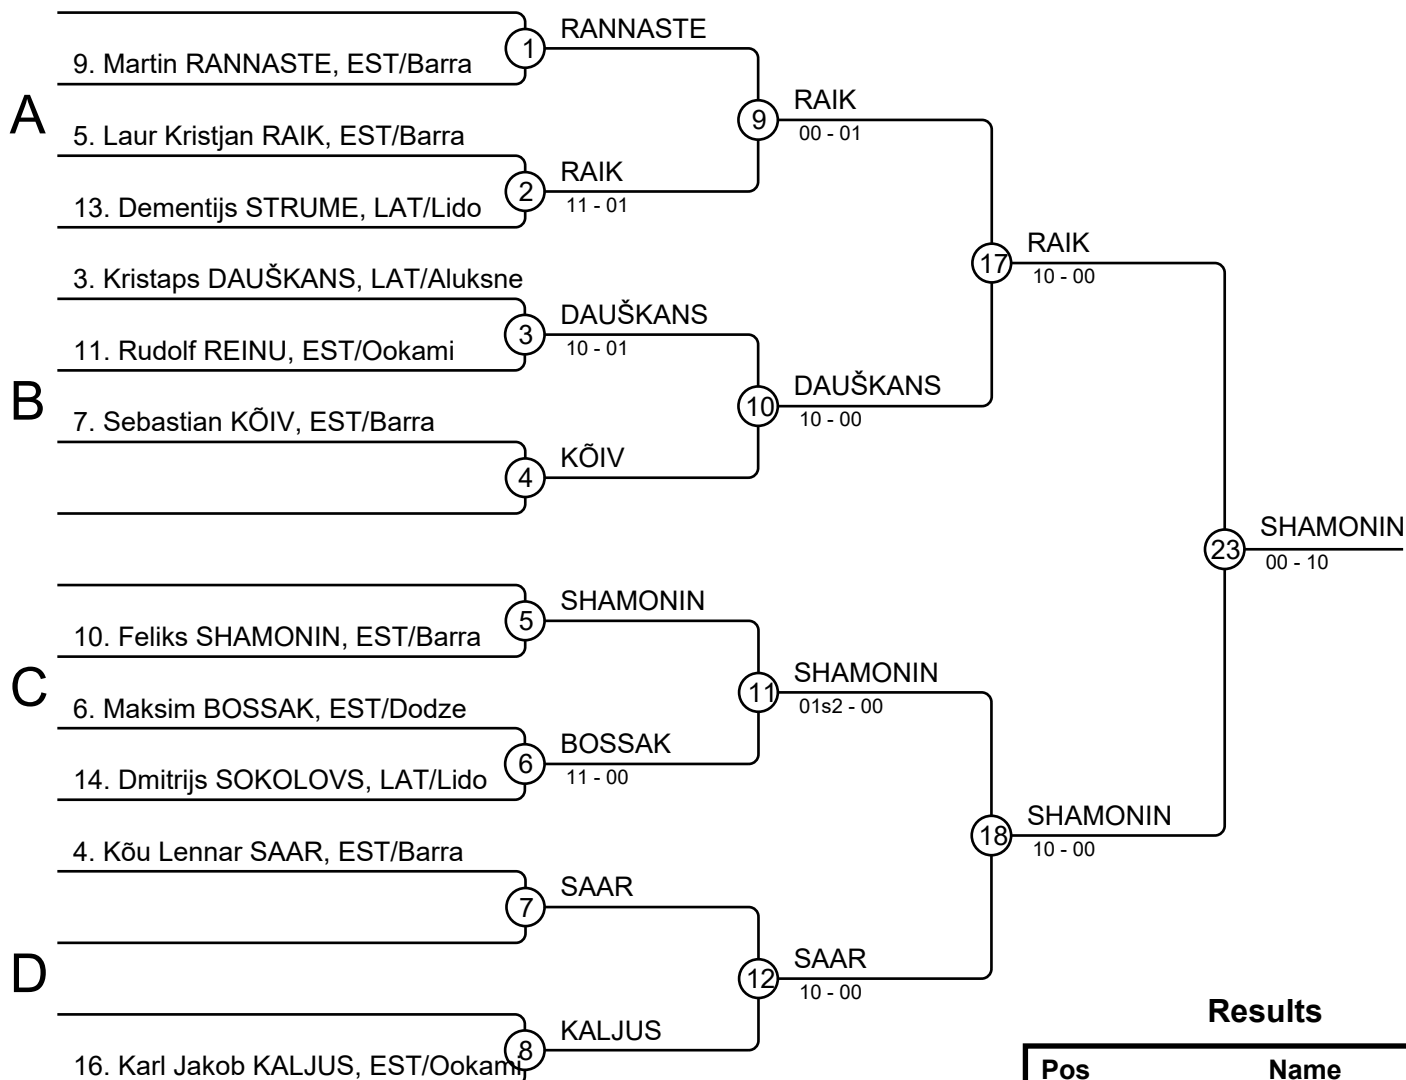 RANNASTE
1
9. Martin RANNASTE, EST/Barra
A
RAIK
9
00 - 01
5. Laur Kristjan RAIK, EST/Barra
RAIK
2
11 - 01
13. Dementijs STRUME, LAT/Lido
RAIK
17
10 - 00
3. Kristaps DAUŠKANS, LAT/Aluksne
DAUŠKANS
3
10 - 01
11. Rudolf REINU, EST/Ookami
B
DAUŠKANS
10
10 - 00
7. Sebastian KÕIV, EST/Barra
KÕIV
4
SHAMONIN
23
00 - 10
SHAMONIN
5
10. Feliks SHAMONIN, EST/Barra
C
SHAMONIN
11
01s2 - 00
6. Maksim BOSSAK, EST/Dodze
BOSSAK
6
11 - 00
14. Dmitrijs SOKOLOVS, LAT/Lido
SHAMONIN
18
10 - 00
4. Kõu Lennar SAAR, EST/Barra
SAAR
7
D
SAAR
12
10 - 00
KALJUS
8
16. Karl Jakob KALJUS, EST/Ookami
Results
Pos Name